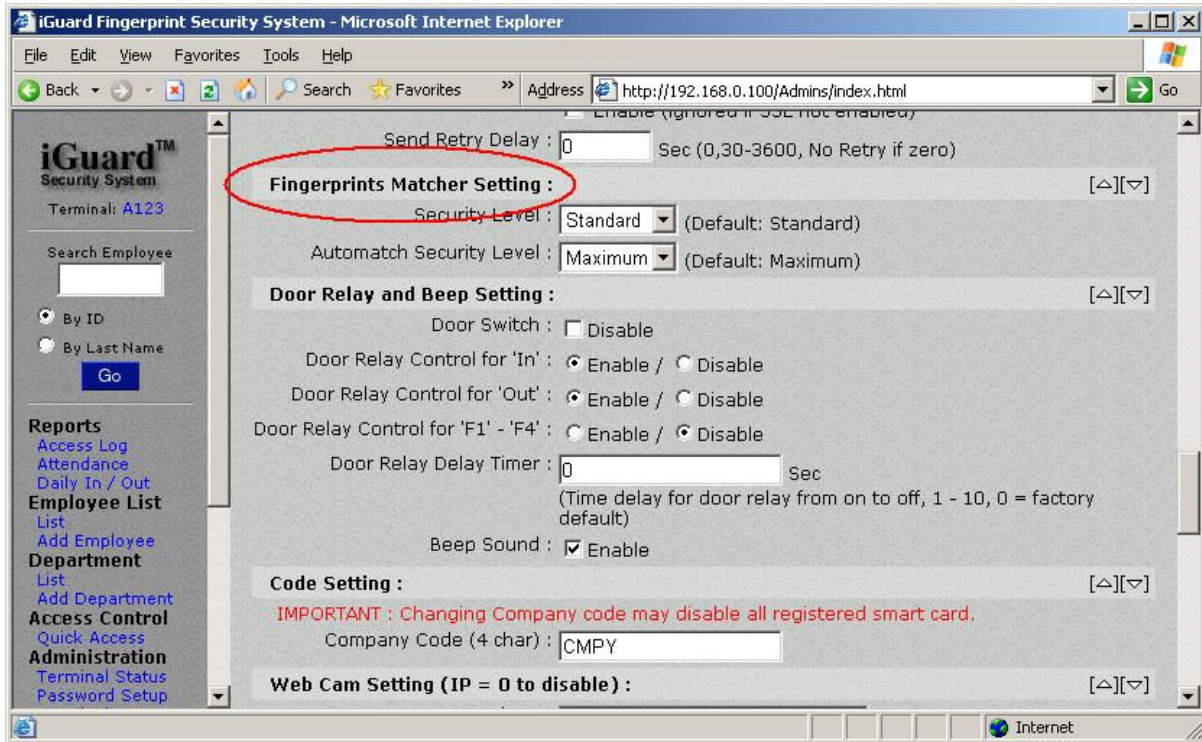 iGuard Fingerprint Security System - Microsoft Internet Explorer
File Edit View Favorites Tools Help
Back Search Favorites » Address http://192.168.0.100/Admins/index.html Go
iGuard™
Security System
Terminal: A123
Search Employee
By ID
By Last Name
Go
Reports
Access Log
Attendance
Daily In / Out
Employee List
List
Add Employee
Department
List
Add Department
Access Control
Quick Access
Administration
Terminal Status
Password Setup
Enable (ignored if SSL not enabled)
Send Retry Delay : 0 Sec (0,30-3600, No Retry if zero)
Fingerprints Matcher Setting :
Security Level : Standard (Default: Standard)
Automatch Security Level : Maximum (Default: Maximum)
Door Relay and Beep Setting :
Door Switch : Disable
Door Relay Control for 'In' : Enable / Disable
Door Relay Control for 'Out' : Enable / Disable
Door Relay Control for 'F1' - 'F4' : Enable / Disable
Door Relay Delay Timer : 0 Sec
(Time delay for door relay from on to off, 1 - 10, 0 = factory
default)
Beep Sound : Enable
Code Setting :
IMPORTANT : Changing Company code may disable all registered smart card.
Company Code (4 char) : CMPY
Web Cam Setting (IP = 0 to disable) :
Internet